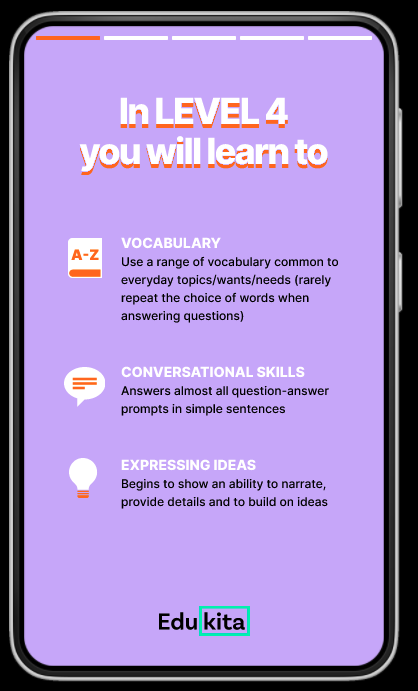 In LEVEL 4
you will learn to
A-Z
VOCABULARY
Use a range of vocabulary common to
everyday topics/wants/needs (rarely
repeat the choice of words when
answering questions)
CONVERSATIONAL SKILLS
Answers almost all question-answer
prompts in simple sentences
EXPRESSING IDEAS
Begins to show an ability to narrate,
provide details and to build on ideas
Edukita